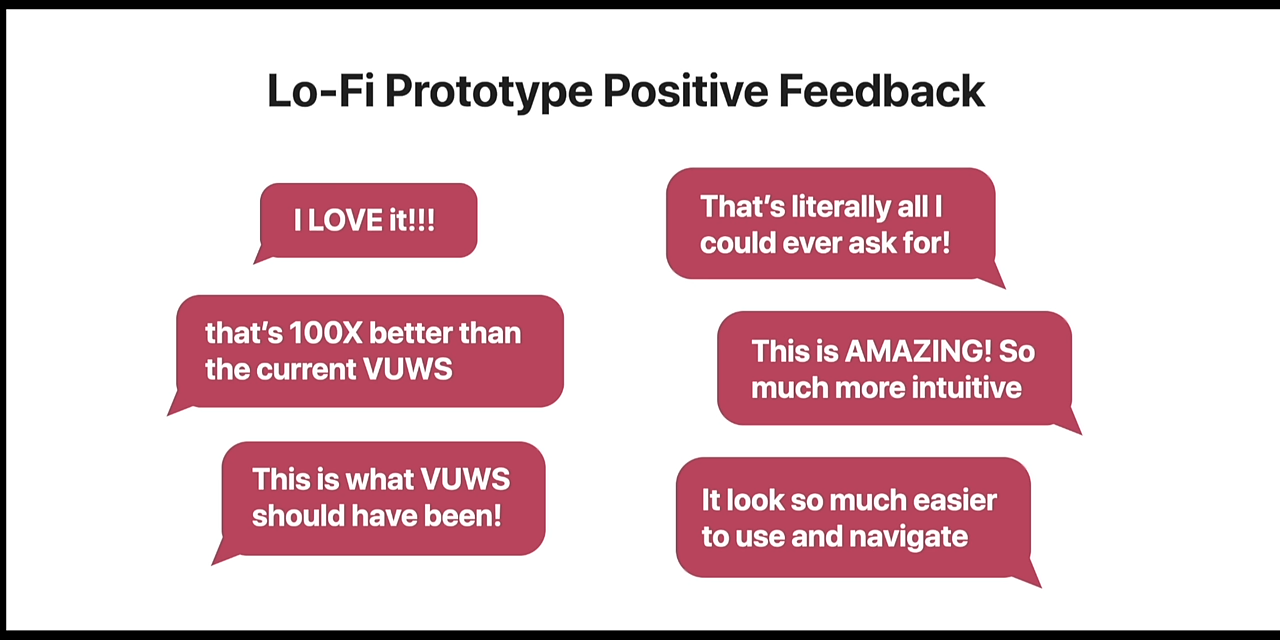 Lo-Fi Prototype Positive Feedback
I LOVE it!!!
that's 100X better than
the current VUWS
This is what VUWS
should have been!
That's literally all I
could ever ask for!
This is AMAZING! So
much more intuitive
It look so much easier
to use and navigate